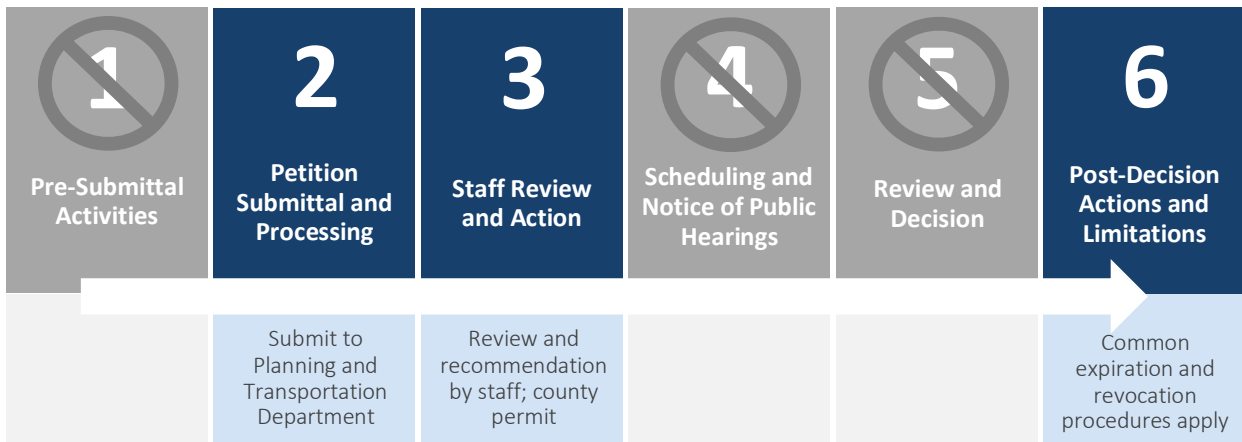 1
Pre-Submittal
Activities
2
Petition
Submittal and
Processing
3
Staff Review
and Action
4
Scheduling and
Notice of Public
Hearings
5
Review and
Decision
6
Post-Decision
Actions and
Limitations
Submit to
Planning and
Transportation
Department
Review and
recommendation
by staff; county
permit
Common
expiration and
revocation
procedures apply